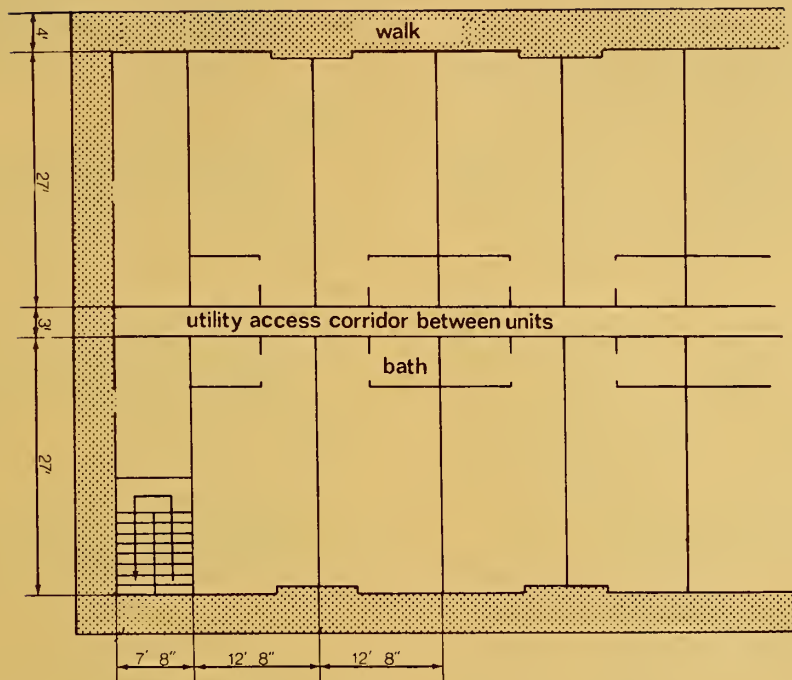 walk
4'
27'
3'
utility access corridor between units
bath
27'
7' 8"
12' 8"
12' 8"